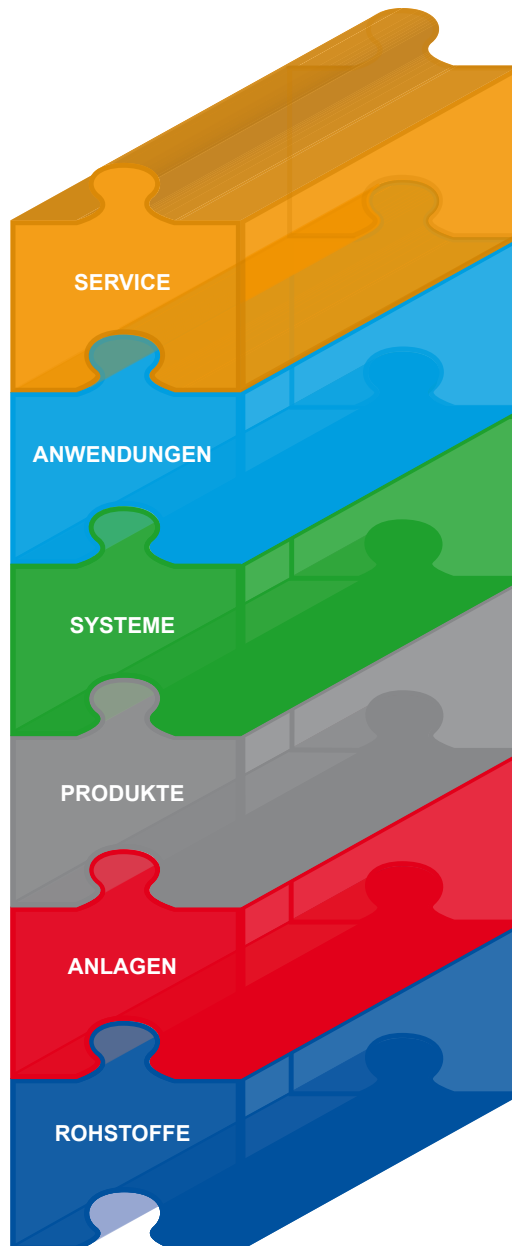 SERVICE
ANWENDUNGEN
SYSTEME
PRODUKTE
ANLAGEN
ROHSTOFFE